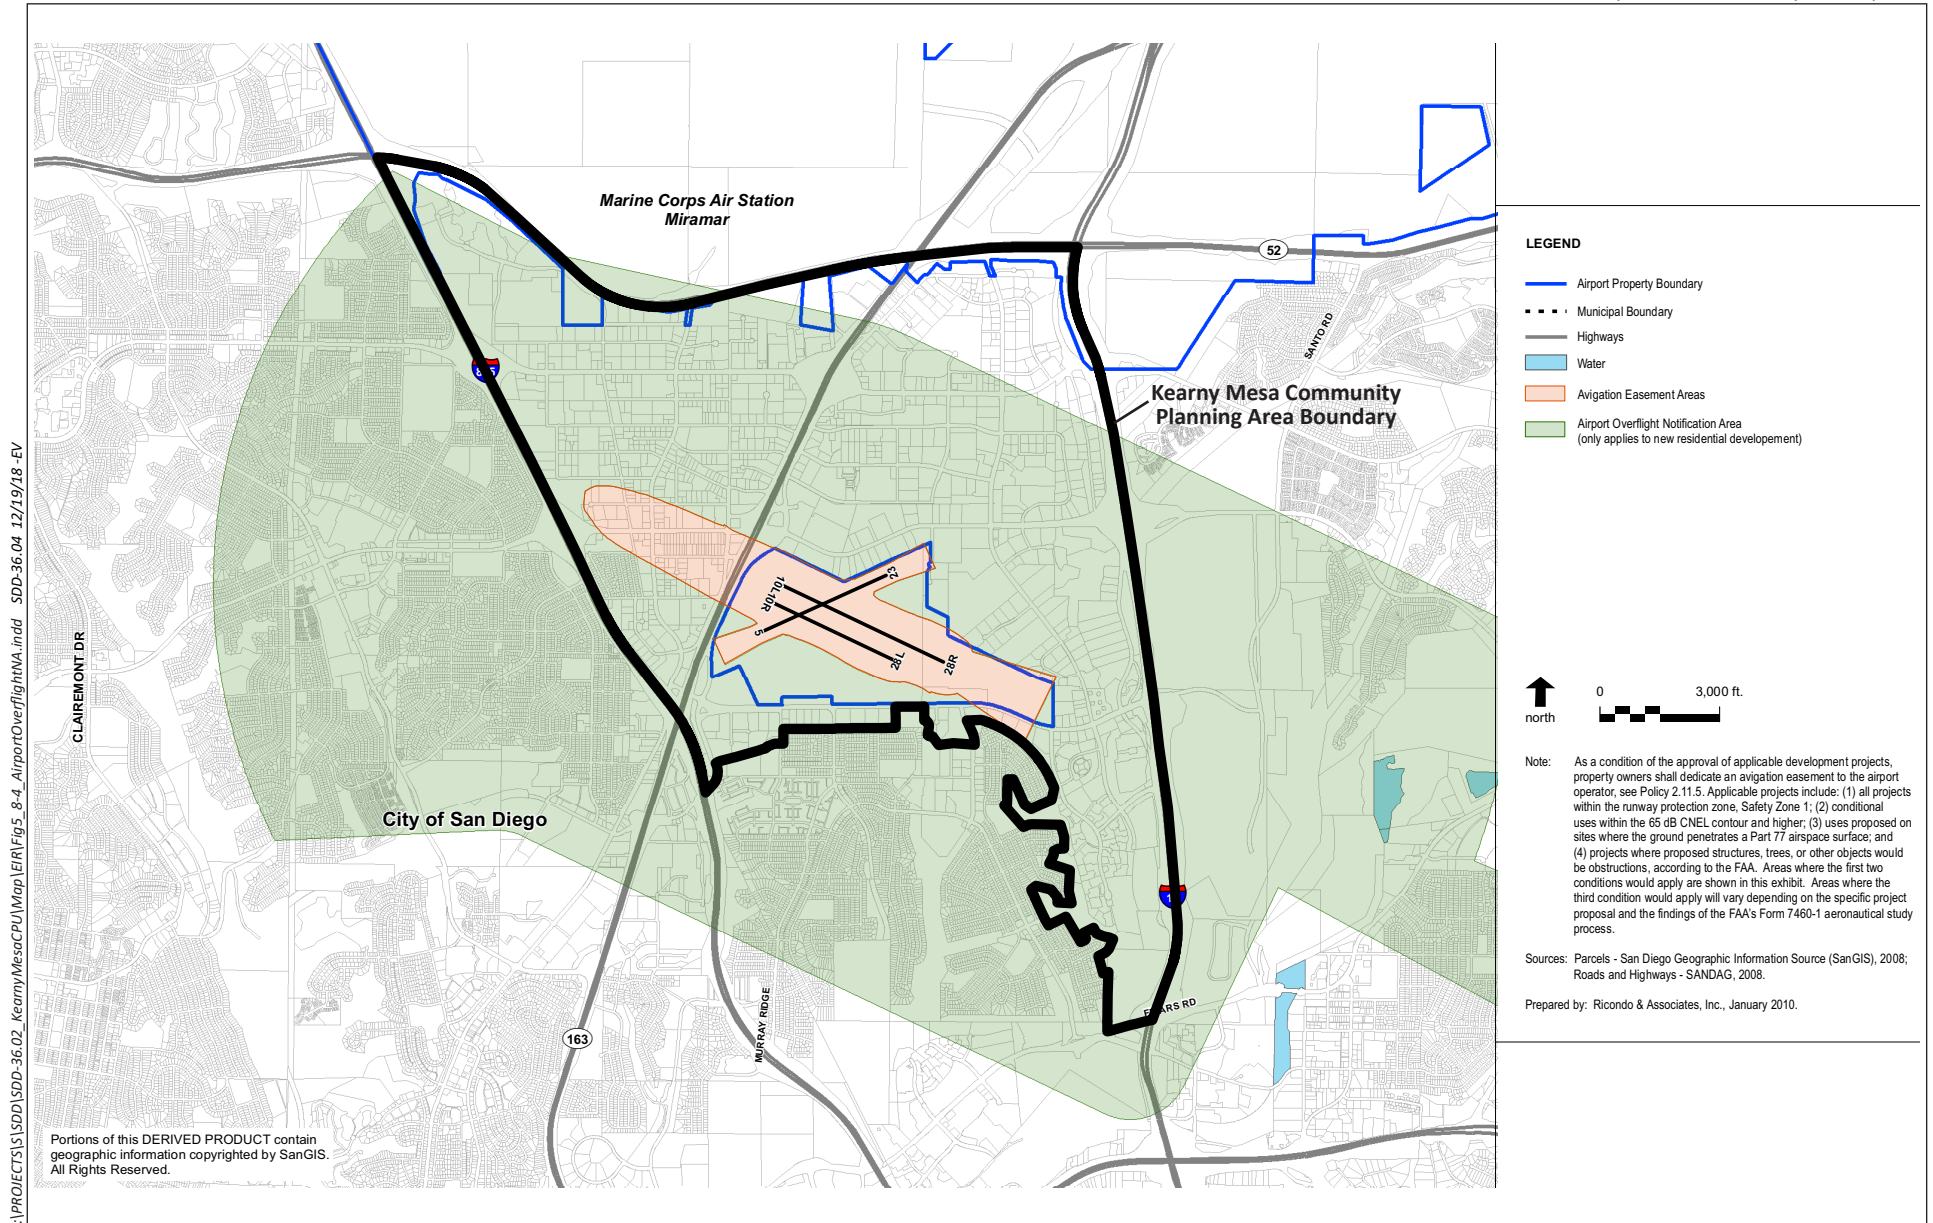 :\PROJECTS\S\SDD\SDD-36.02_KearnyMesaCPU\Map\EIR\Fig5_8-4_AirportOverflightNA.indd SDD-36.04 12/19/18 -EV
Marine Corps Air Station
Miramar
52
SANTO RD
Kearny Mesa Community
Planning Area Boundary
23
10L
10R
5
28L
28R
CLAIREMONT DR
City of San Diego
MURRAY RIDGE
163
Portions of this DERIVED PRODUCT contain
geographic information copyrighted by SanGIS.
All Rights Reserved.
LEGEND
Airport Property Boundary
Municipal Boundary
Highways
Water
Avigation Easement Areas
Airport Overflight Notification Area
(only applies to new residential developement)
north
0 3,000 ft.
Note: As a condition of the approval of applicable development projects,
property owners shall dedicate an avigation easement to the airport
operator, see Policy 2.11.5. Applicable projects include: (1) all projects
within the runway protection zone, Safety Zone 1; (2) conditional
uses within the 65 dB CNEL contour and higher; (3) uses proposed on
sites where the ground penetrates a Part 77 airspace surface; and
(4) projects where proposed structures, trees, or other objects would
be obstructions, according to the FAA. Areas where the first two
conditions would apply are shown in this exhibit. Areas where the
third condition would apply will vary depending on the specific project
proposal and the findings of the FAA's Form 7460-1 aeronautical study
process.
Sources: Parcels - San Diego Geographic Information Source (SanGIS), 2008;
Roads and Highways - SANDAG, 2008.
Prepared by: Ricondo & Associates, Inc., January 2010.